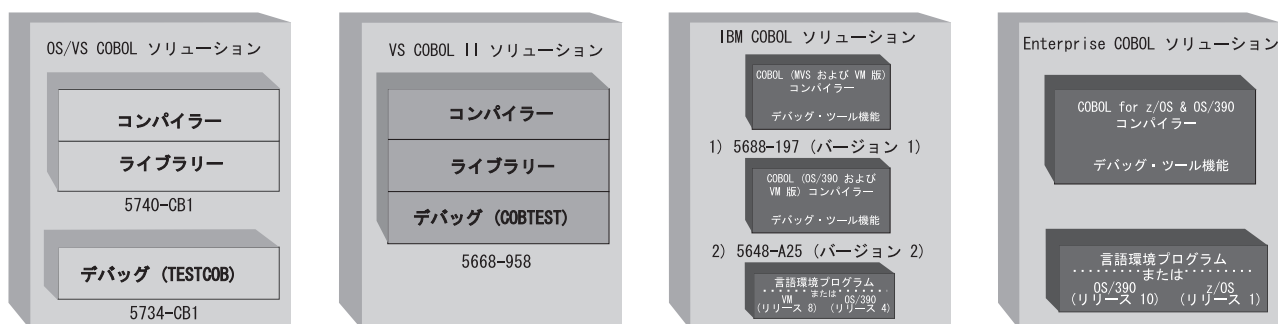 OS/VS COBOL ソリューション
コンパイラー
ライブラリー
5740-CB1
デバッグ (TESTCOB)
5734-CB1
VS COBOL II ソリューション
コンパイラー
ライブラリー
デバッグ (COBTEST)
5668-958
IBM COBOL ソリューション
COBOL (MVS および VM 版)
コンパイラー
デバッグ・ツール機能
1) 5688-197 (バージョン 1)
COBOL (OS/390 および
VM 版) コンパイラー
デバッグ・ツール機能
2) 5648-A25 (バージョン 2)
言語環境プログラム
または
VM OS/390
(リリース 8) (リリース 4)
Enterprise COBOL ソリューション
COBOL for z/OS & OS/390
コンパイラー
デバッグ・ツール機能
言語環境プログラム
または
OS/390 z/OS
(リリース 10) (リリース 1)